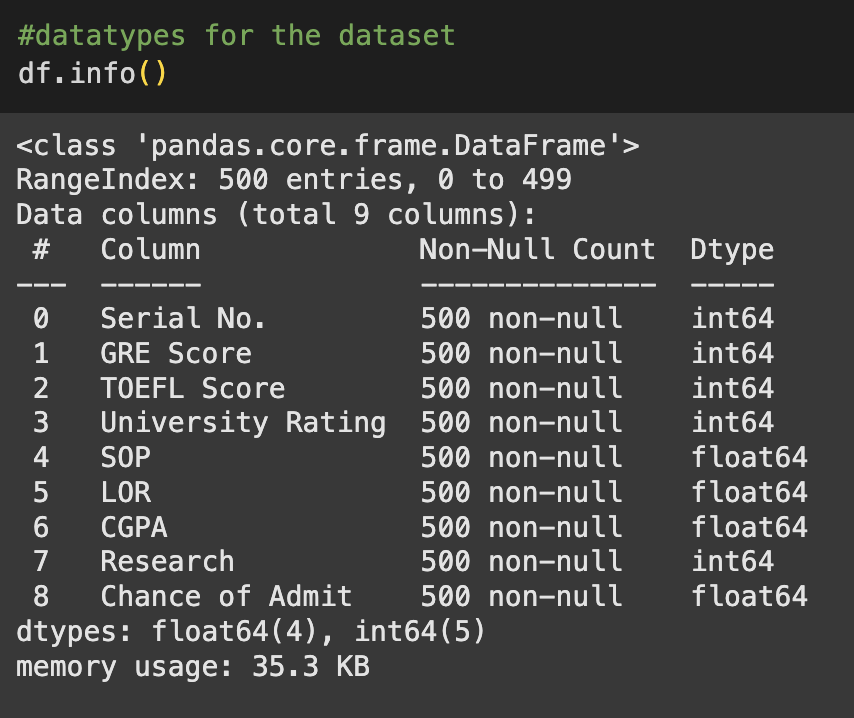 #datatypes for the dataset
df.info()
<class 'pandas.core.frame.DataFrame'>
RangeIndex: 500 entries, 0 to 499
Data columns (total 9 columns):
 #   Column             Non-Null Count  Dtype
---  ------             --------------  -----
 0   Serial No.         500 non-null    int64
 1   GRE Score          500 non-null    int64
 2   TOEFL Score        500 non-null    int64
 3   University Rating  500 non-null    int64
 4   SOP                500 non-null    float64
 5   LOR                500 non-null    float64
 6   CGPA               500 non-null    float64
 7   Research           500 non-null    int64
 8   Chance of Admit    500 non-null    float64
dtypes: float64(4), int64(5)
memory usage: 35.3 KB